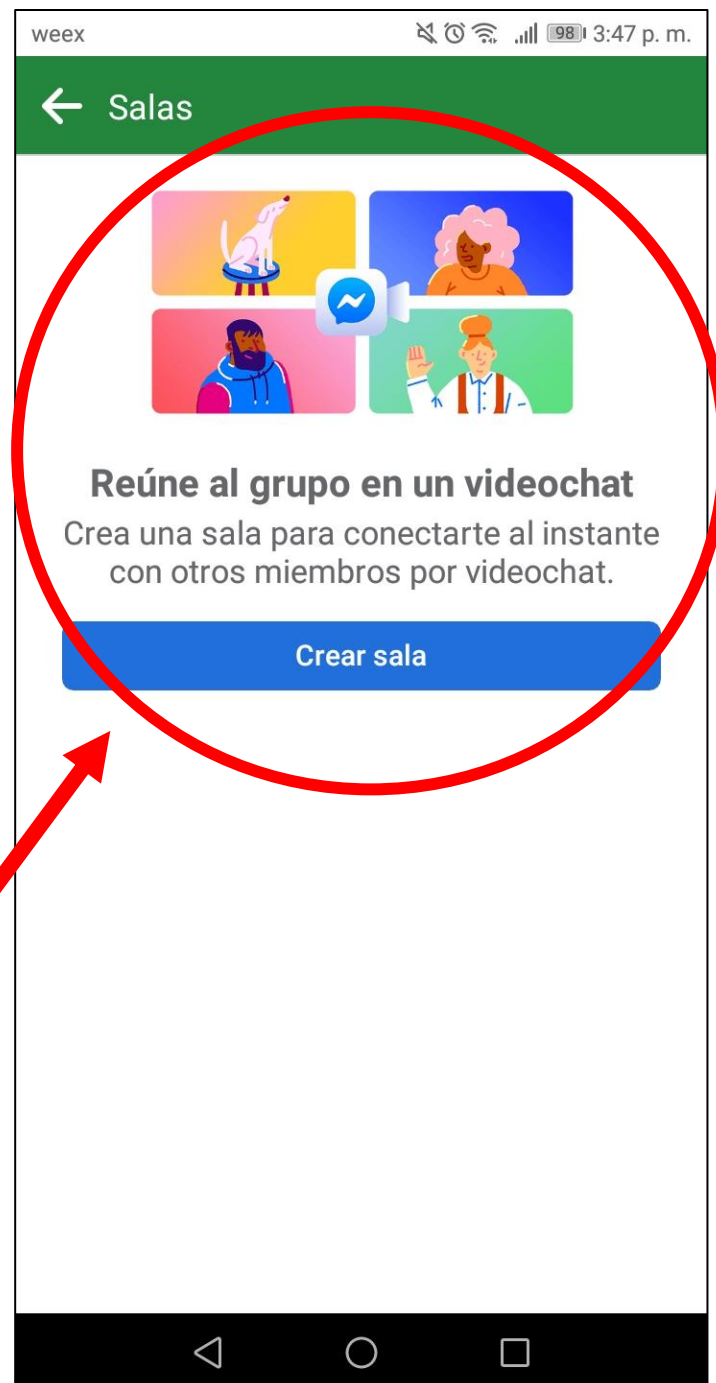 weex 98 3:47 p. m.
Salas
Reúne al grupo en un videochat
Crea una sala para conectarte al instante
con otros miembros por videochat.
Crear sala